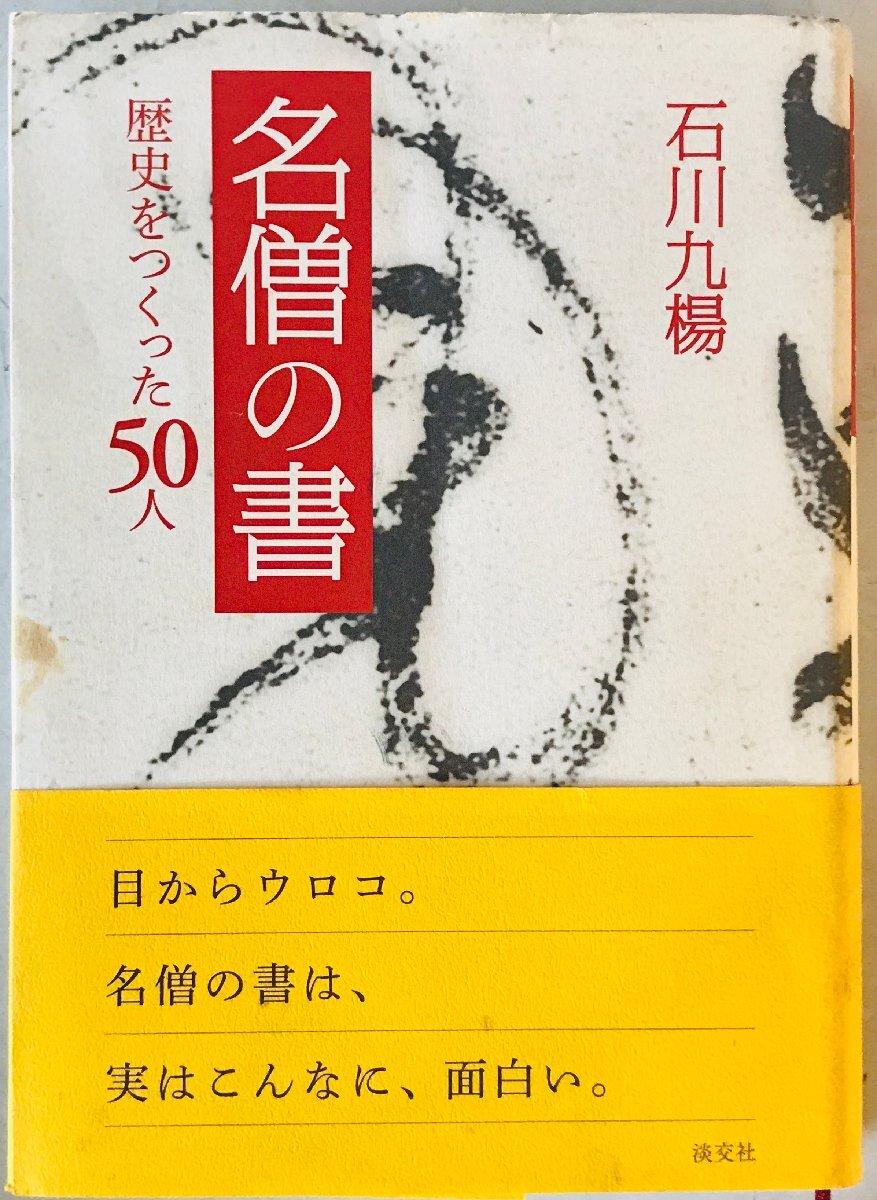 石川九楊
名僧の書
歴史をつくった50人
目からウロコ。
名僧の書は、
実はこんなに、面白い。
淡交社